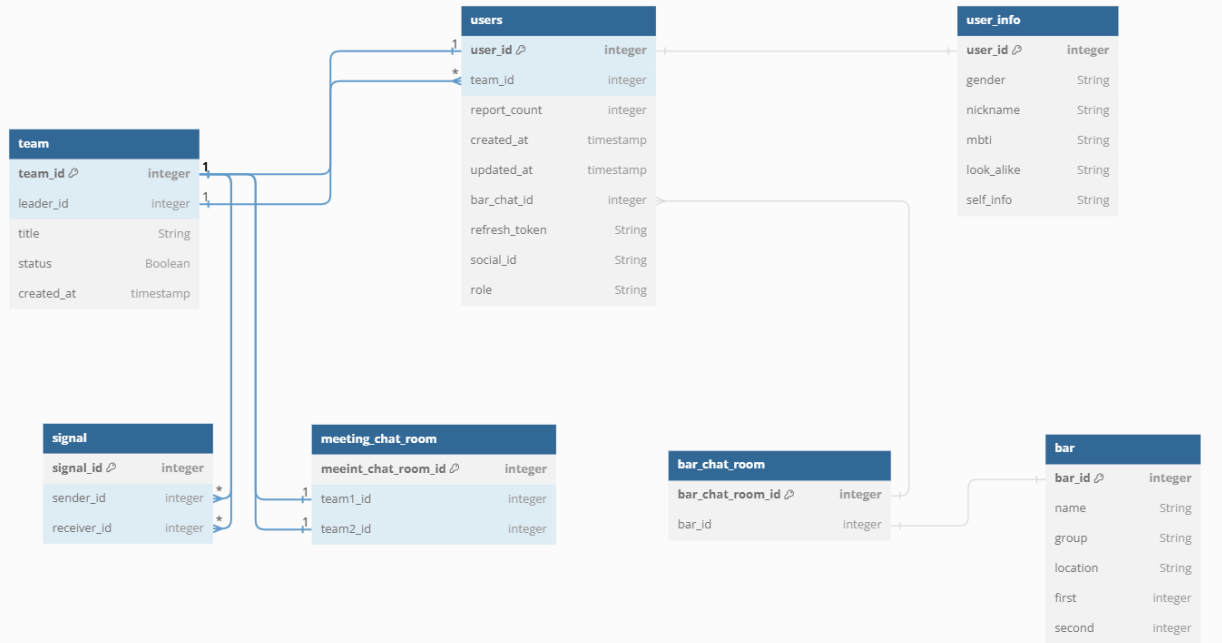 users
user_id integer
team_id integer
report_count integer
created_at timestamp
updated_at timestamp
bar_chat_id integer
refresh_token String
social_id String
role String
user_info
user_id integer
gender String
nickname String
mbti String
look_alike String
self_info String
team
team_id integer
leader_id integer
title String
status Boolean
created_at timestamp
1
*
1
1
signal
signal_id integer
sender_id integer
receiver_id integer
*
*
meeting_chat_room
meeint_chat_room_id integer
team1_id integer
team2_id integer
1
1
bar_chat_room
bar_chat_room_id integer
bar_id integer
bar
bar_id integer
name String
group String
location String
first integer
second integer